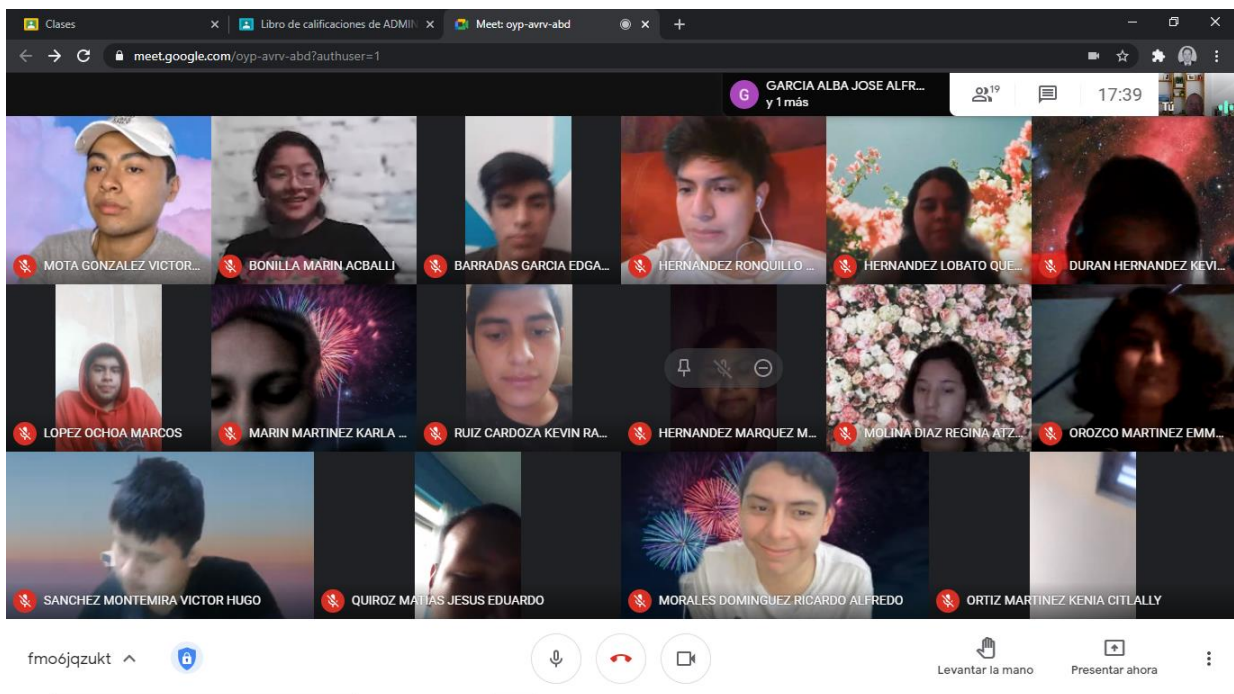 Clases
Libro de calificaciones de ADMIN
Meet: oyp-avrv-abd
meet.google.com/oyp-avrv-abd?authuser=1
G
GARCIA ALBA JOSE ALFR...
y 1 más
19
17:39
Tú
MOTA GONZALEZ VICTOR...
BONILLA MARIN ACBALLI
BARRADAS GARCIA EDGA...
HERNANDEZ RONQUILLO ...
HERNANDEZ LOBATO QUE...
DURAN HERNANDEZ KEVI...
LOPEZ OCHOA MARCOS
MARIN MARTINEZ KARLA ...
RUIZ CARDOZA KEVIN RA...
HERNANDEZ MARQUEZ M...
MOLINA DIAZ REGINA ATZ...
OROZCO MARTINEZ EMM...
SANCHEZ MONTEMIRA VICTOR HUGO
QUIROZ MATIAS JESUS EDUARDO
MORALES DOMINGUEZ RICARDO ALFREDO
ORTIZ MARTINEZ KENIA CITLALLY
fmo6jqzukt
Levantar la mano
Presentar ahora